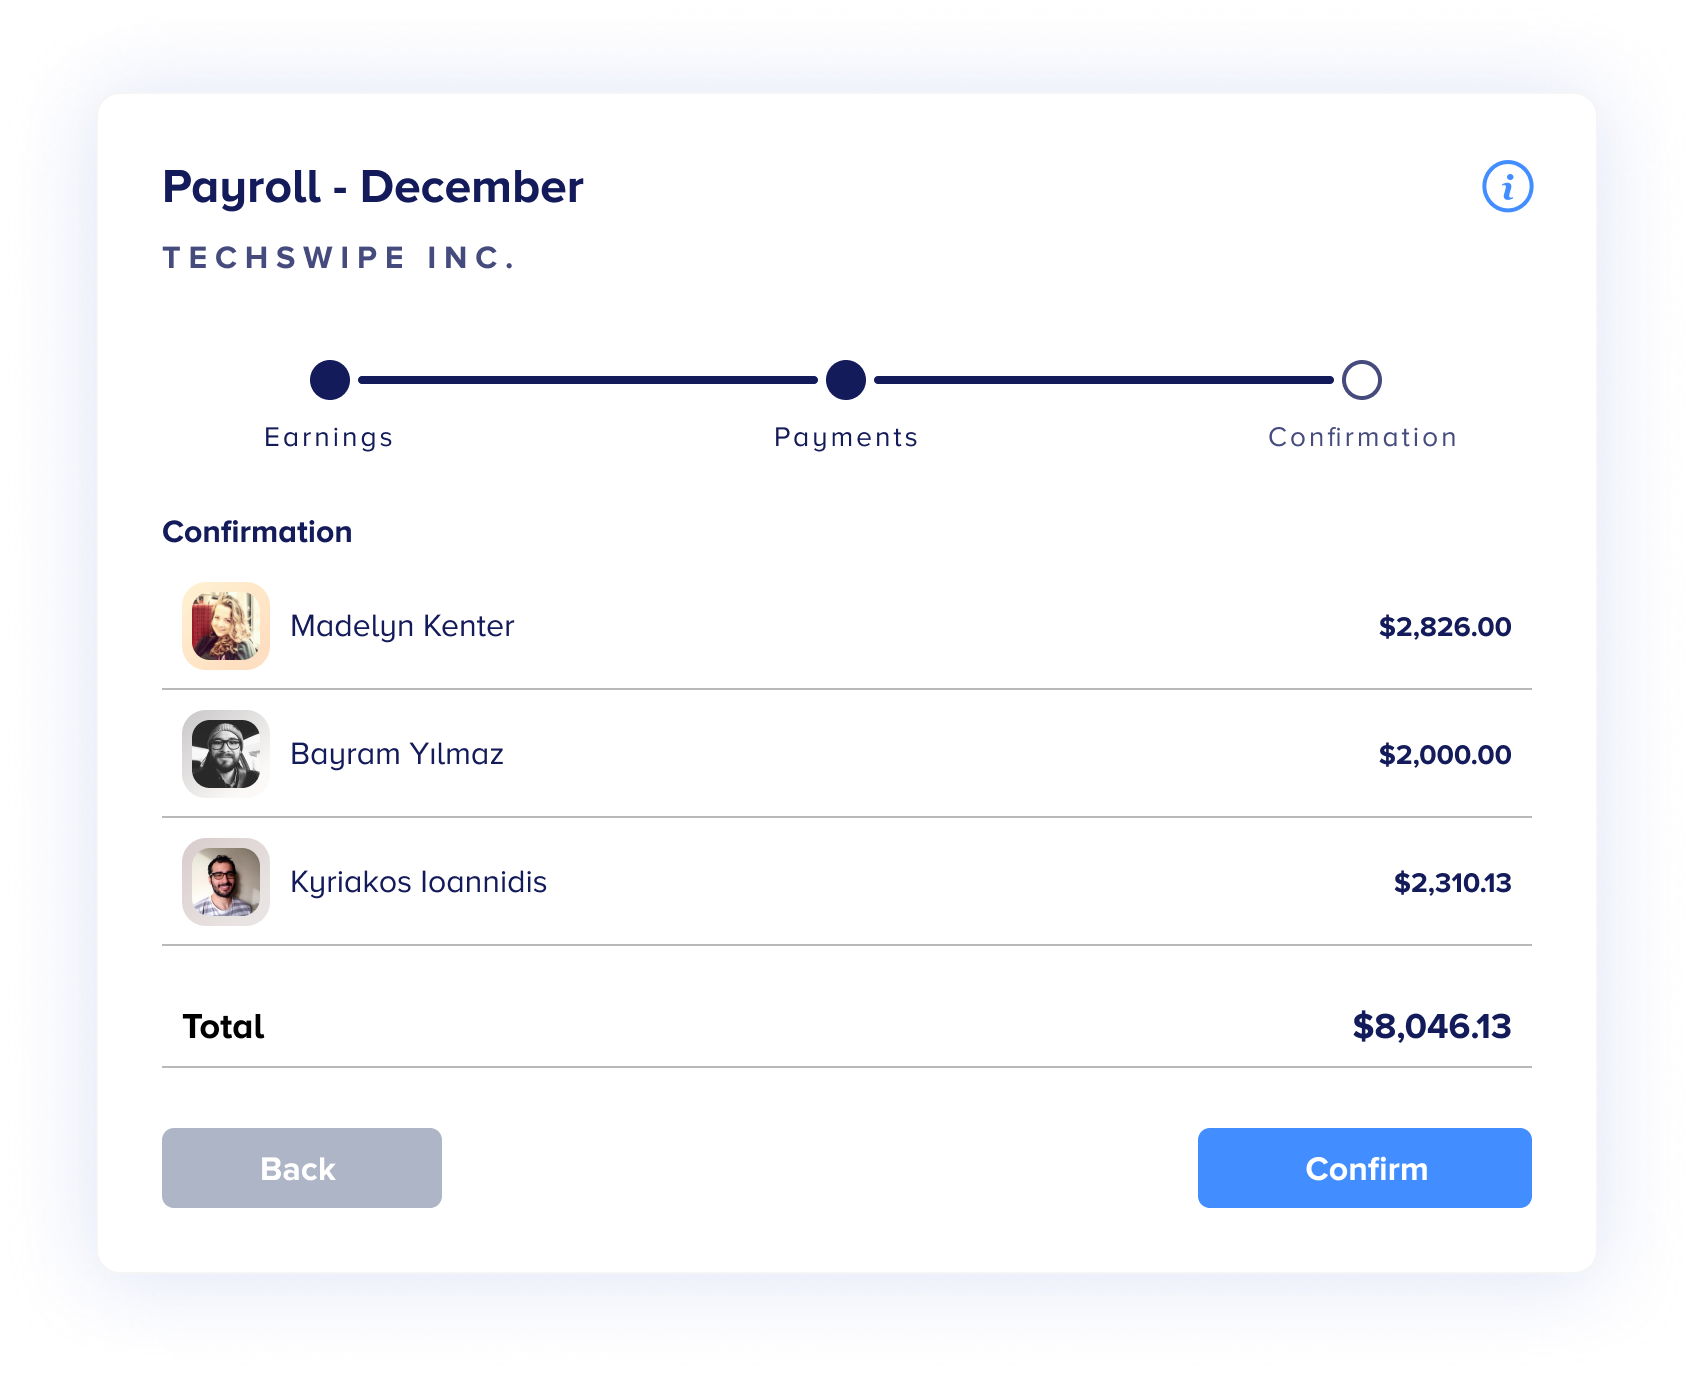 Payroll - December
i
TECHSWIPE INC.
Earnings Payments Confirmation
Confirmation
Madelyn Kenter $2,826.00
Bayram Yılmaz $2,000.00
Kyriakos Ioannidis $2,310.13
Total $8,046.13
Back Confirm